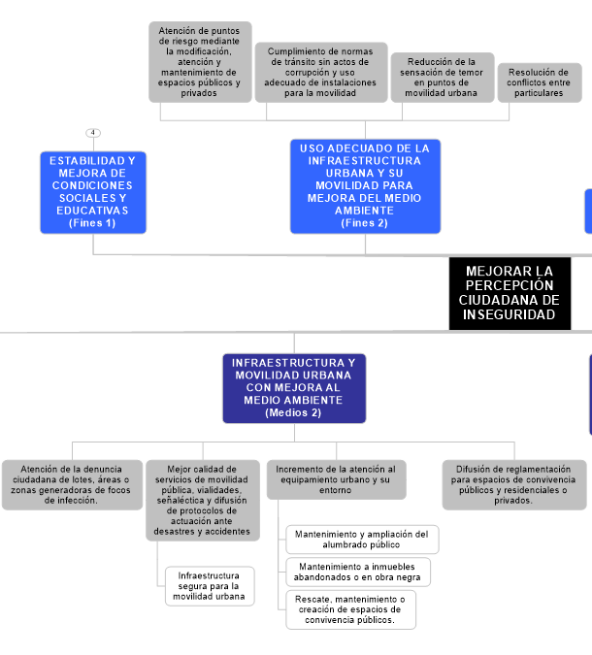 Atención de puntos
de riesgo mediante
la modificación,
atención y
mantenimiento de
espacios públicos y
privados
Cumplimiento de normas
de tránsito sin actos de
corrupción y uso
adecuado de instalaciones
para la movilidad
Reducción de la
sensación de temor
en puntos de
movilidad urbana
Resolución de
conflictos entre
particulares
4
ESTABILIDAD Y
MEJORA DE
CONDICIONES
SOCIALES Y
EDUCATIVAS
(Fines 1)
USO ADECUADO DE LA
INFRAESTRUCTURA
URBANA Y SU
MOVILIDAD PARA
MEJORA DEL MEDIO
AMBIENTE
(Fines 2)
MEJORAR LA
PERCEPCIÓN
CIUDADANA DE
INSEGURIDAD
INFRAESTRUCTURA Y
MOVILIDAD URBANA
CON MEJORA AL
MEDIO AMBIENTE
(Medios 2)
Atención de la denuncia
ciudadana de lotes, áreas o
zonas generadoras de focos
de infección.
Mejor calidad de
servicios de movilidad
pública, vialidades,
señaléctica y difusión
de protocolos de
actuación ante
desastres y accidentes
Infraestructura
segura para la
movilidad urbana
Incremento de la atención al
equipamiento urbano y su
entorno
Mantenimiento y ampliación del
alumbrado público
Mantenimiento a inmuebles
abandonados o en obra negra
Rescate, mantenimiento o
creación de espacios de
convivencia públicos.
Difusión de reglamentación
para espacios de convivencia
públicos y residenciales o
privados.